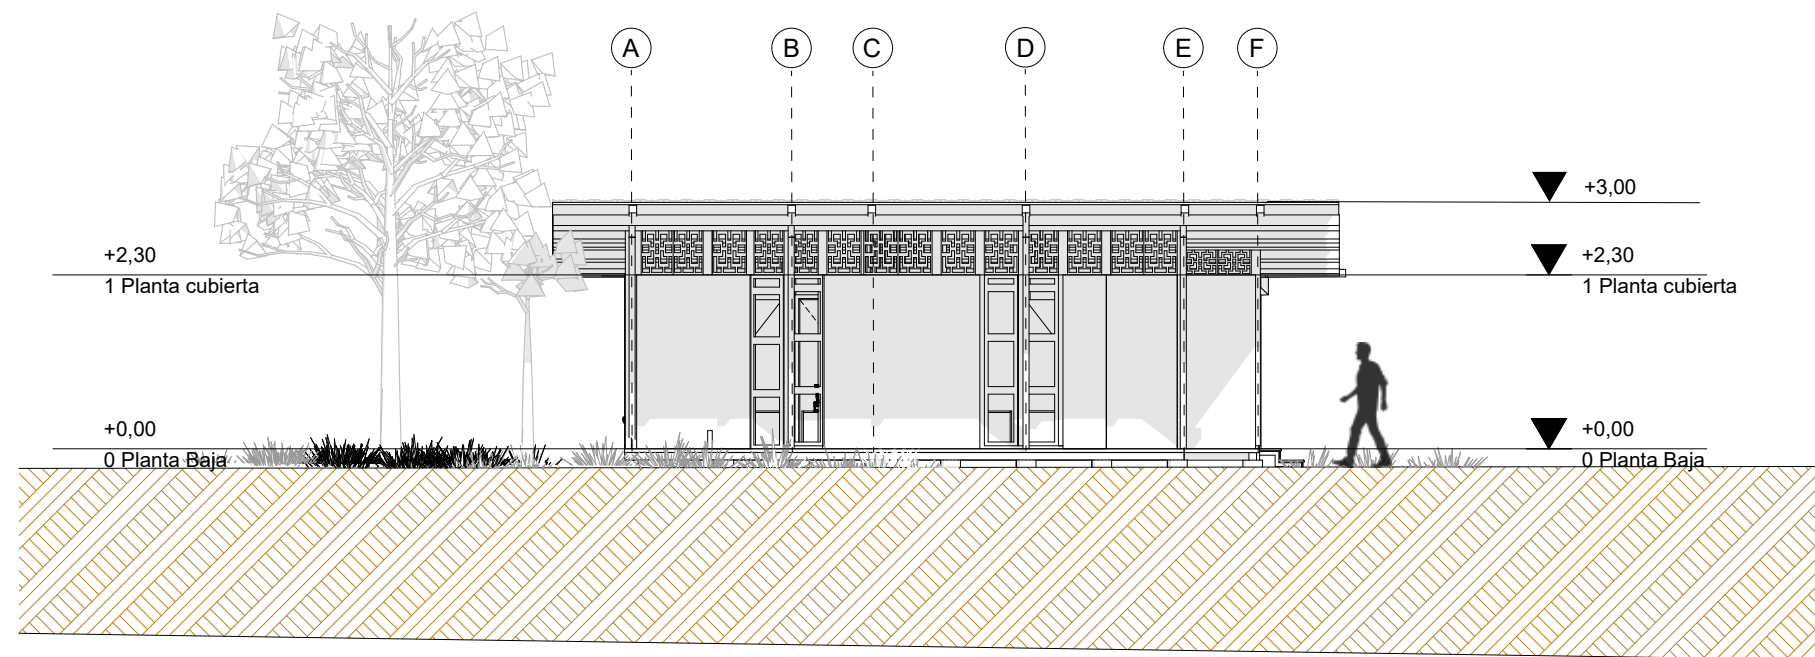 A B C D E F
+3,00
+2,30
1 Planta cubierta
+2,30
1 Planta cubierta
+0,00
0 Planta Baja
+0,00
0 Planta Baja